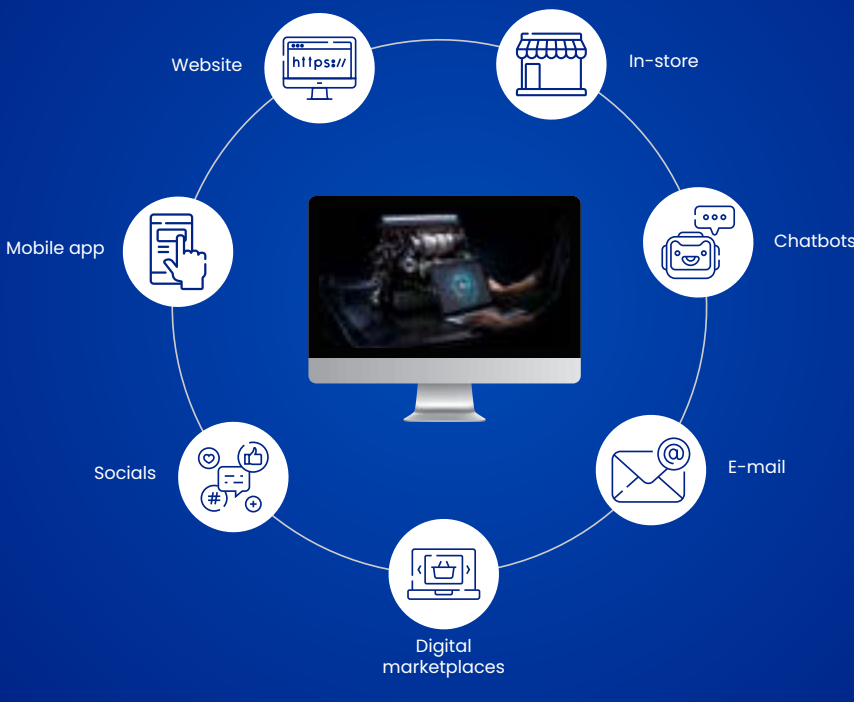 Website
https://
In-store
Mobile app
Chatbots
Socials
#
@
E-mail
Digital
marketplaces